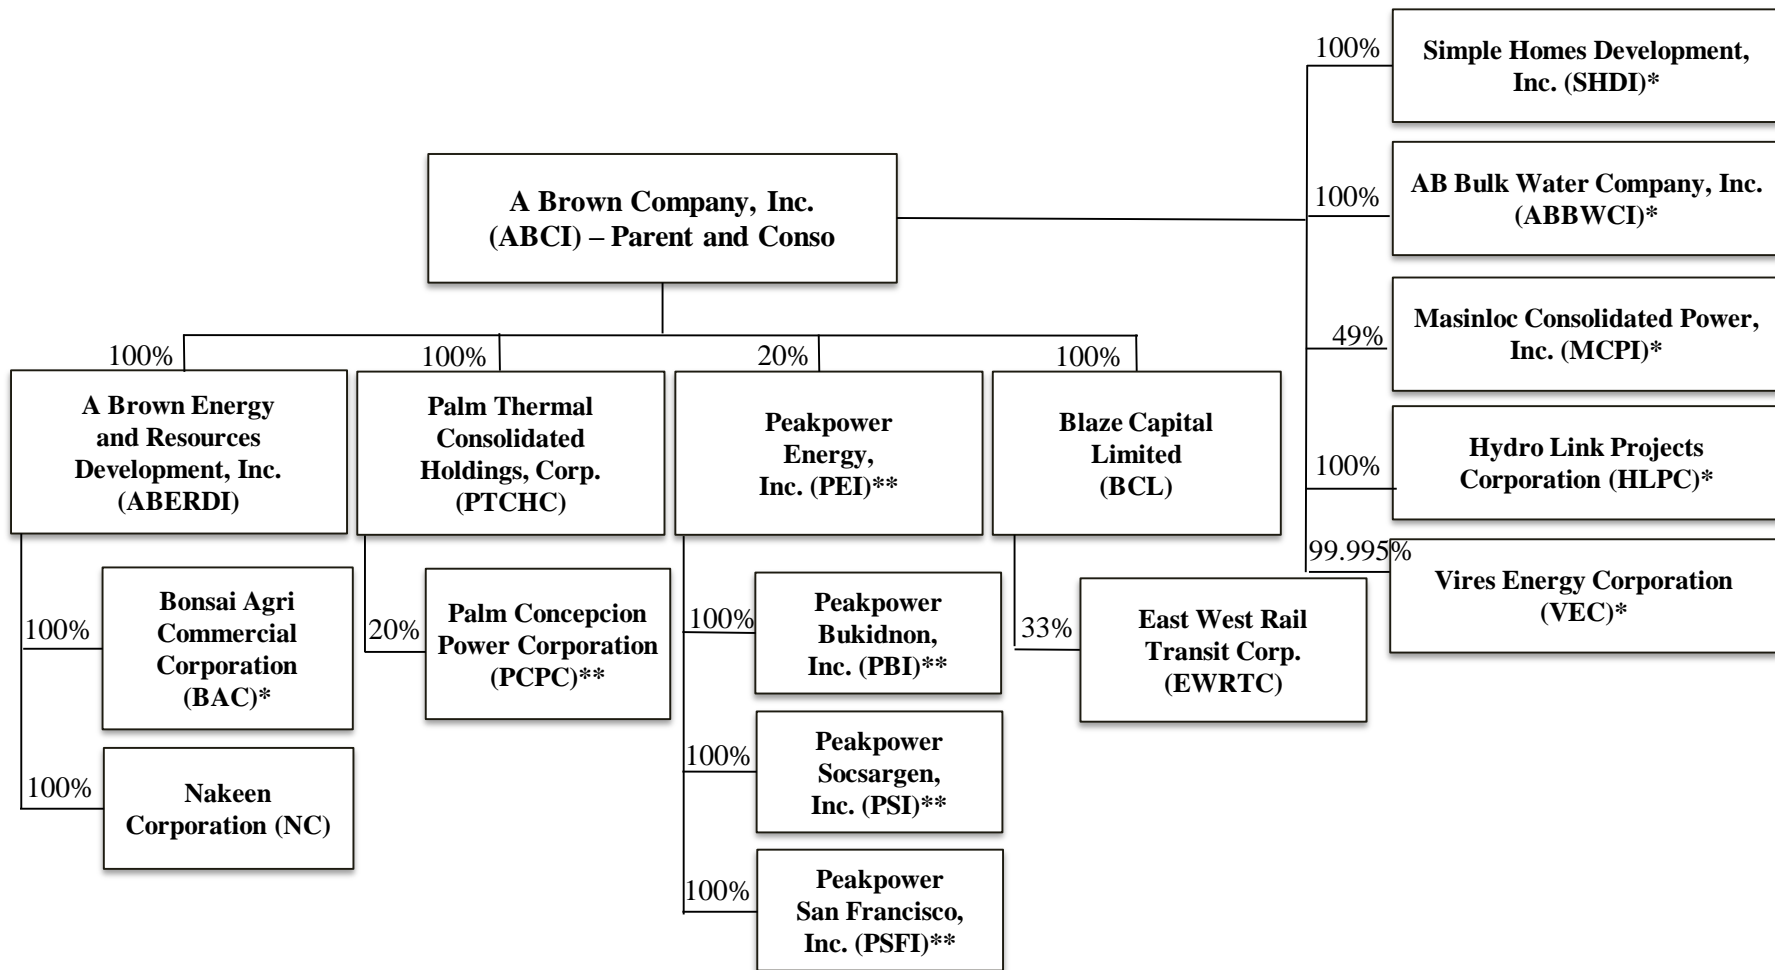 100%
Simple Homes Development,
Inc. (SHDI)*
A Brown Company, Inc.
(ABCI) – Parent and Conso
100%
AB Bulk Water Company, Inc.
(ABBWCI)*
49%
Masinloc Consolidated Power,
Inc. (MCPI)*
100%
Hydro Link Projects
Corporation (HLPC)*
99.995%
Vires Energy Corporation
(VEC)*
100%
A Brown Energy
and Resources
Development, Inc.
(ABERDI)
100%
Palm Thermal
Consolidated
Holdings, Corp.
(PTCHC)
20%
Peakpower
Energy,
Inc. (PEI)**
100%
Blaze Capital
Limited
(BCL)
100%
Bonsai Agri
Commercial
Corporation
(BAC)*
100%
Nakeen
Corporation (NC)
20%
Palm Concepcion
Power Corporation
(PCPC)**
100%
Peakpower
Bukidnon,
Inc. (PBI)**
100%
Peakpower
Socsargen,
Inc. (PSI)**
100%
Peakpower
San Francisco,
Inc. (PSFI)**
33%
East West Rail
Transit Corp.
(EWRTC)